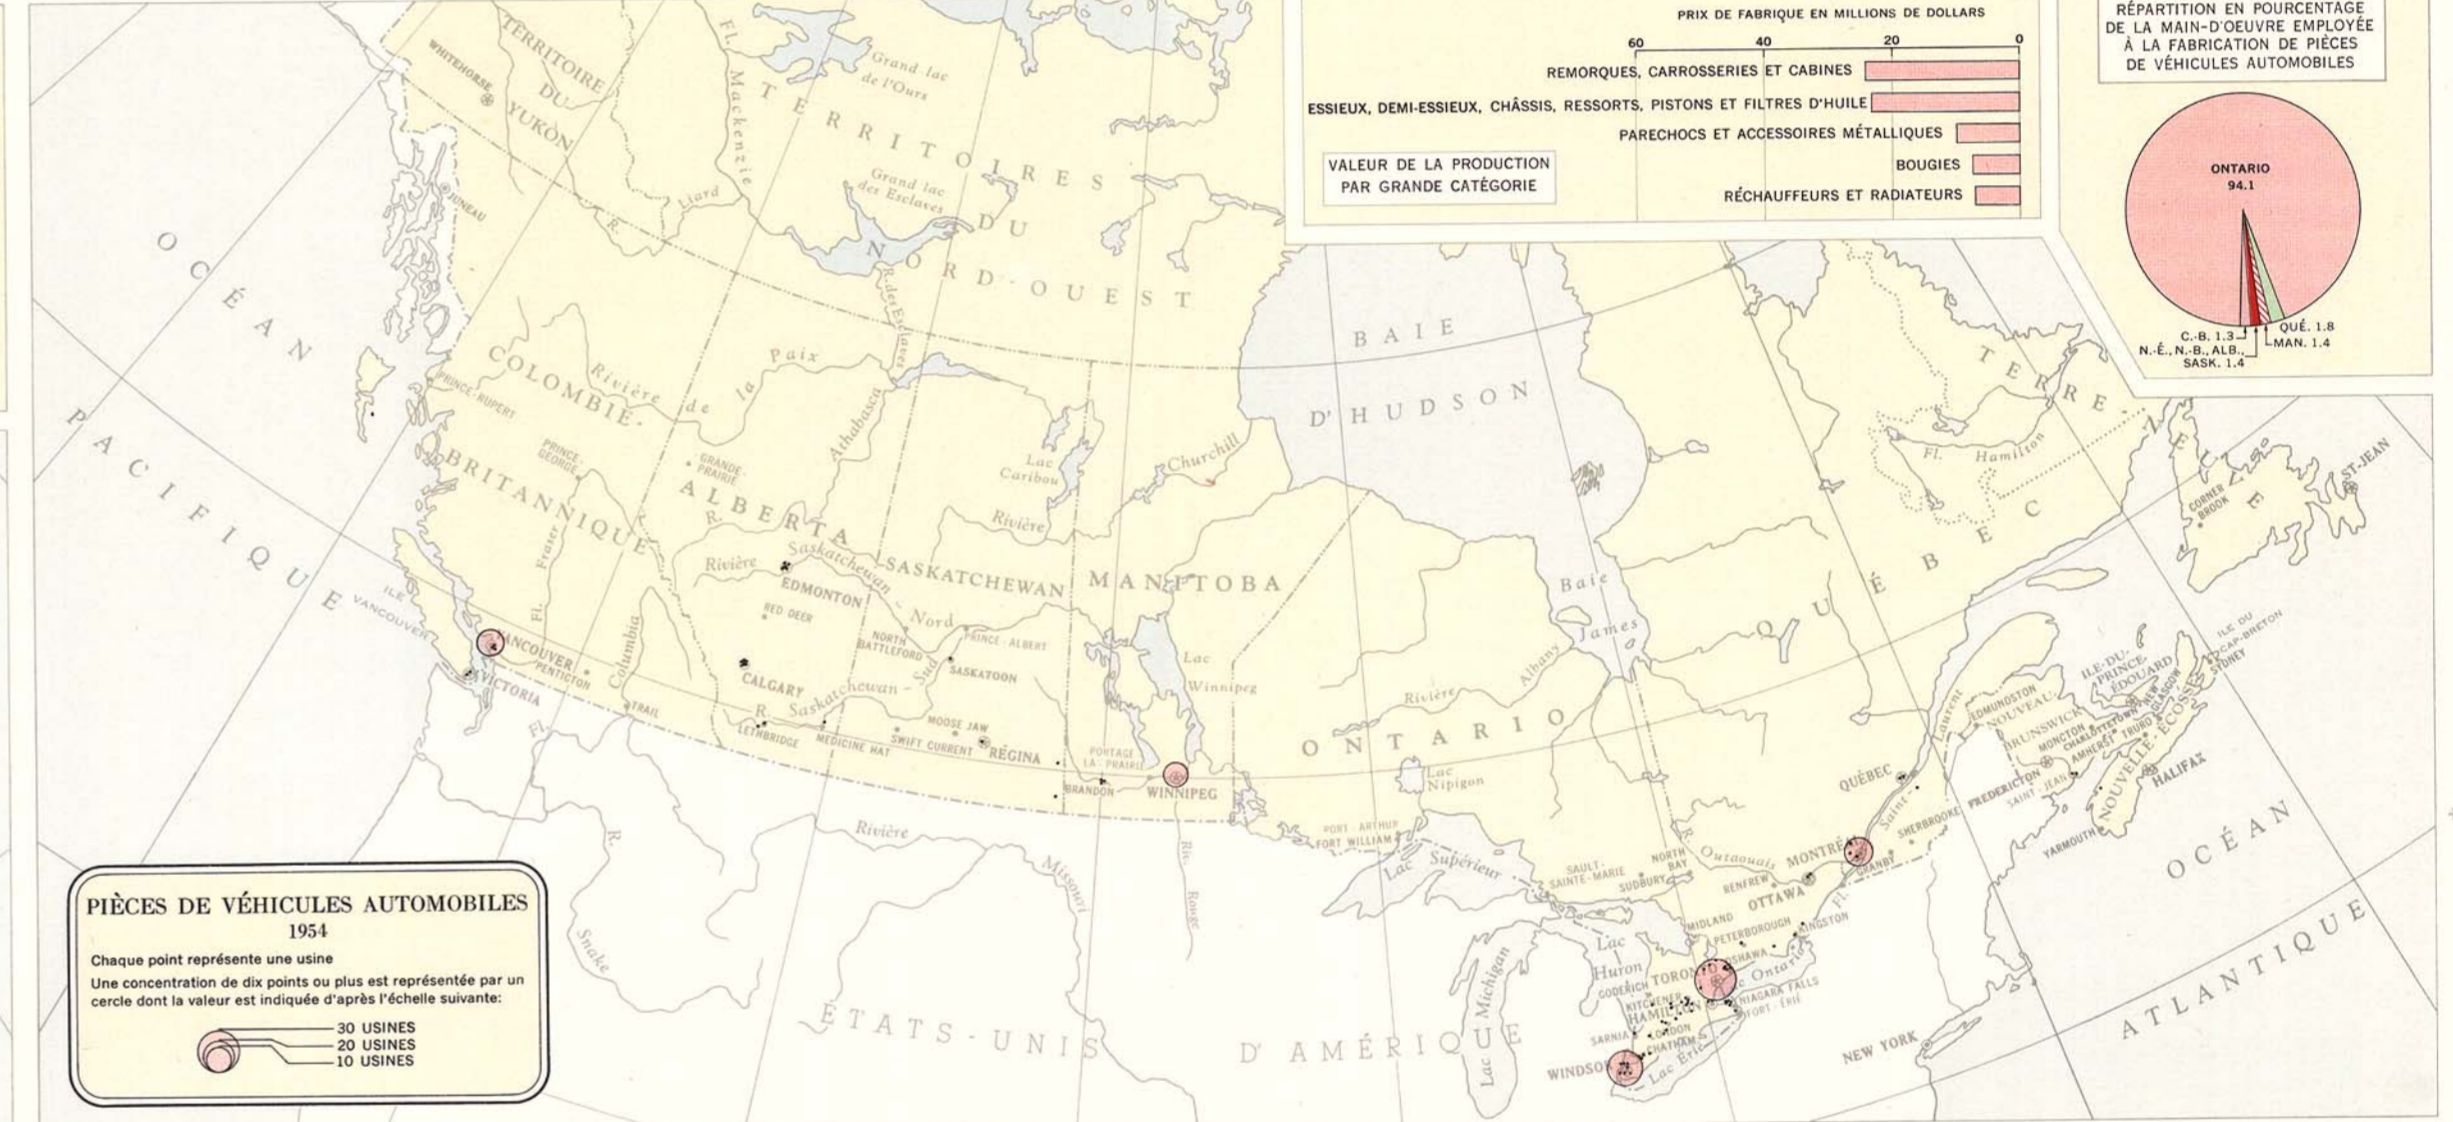 PRIX DE FABRIQUE EN MILLIONS DE DOLLARS
60 40 20 0
REMORQUES, CARROSSERIES ET CABINES
ESSIEUX, DEMI-ESSIEUX, CHÂSSIS, RESSORTS, PISTONS ET FILTRES D'HUILE
PARECHOCS ET ACCESSOIRES MÉTALLIQUES
BOUGIES
RÉCHAUFFEURS ET RADIATEURS
VALEUR DE LA PRODUCTION
PAR GRANDE CATÉGORIE
RÉPARTITION EN POURCENTAGE
DE LA MAIN-D'OEUVRE EMPLOYÉE
À LA FABRICATION DE PIÈCES
DE VÉHICULES AUTOMOBILES
ONTARIO
94.1
QUÉ. 1.8
C.-B. 1.3
MAN. 1.4
N.-É., N.-B., ALB.,
SASK. 1.4
TERRITOIRE
DU
YUKON
WHITEHORSE
JUNEAU
Fl. Mackenzie
Grand lac
de l'Ours
TERRITOIRES
DU
NORD-OUEST
Grand lac
des Esclaves
R. Liard
R. des Esclaves
OCÉAN
PACIFIQUE
COLOMBIE-
BRITANNIQUE
PRINCE-RUPERT
PRINCE-
GEORGE
Rivière de la Paix
GRANDE-
PRAIRIE
R. Athabasca
ALBERTA
Lac
Caribou
Rivière Churchill
BAIE
D'HUDSON
TERRE-NEUVE
Fl. Hamilton
CORNER
BROOK
ST-JEAN
QUÉBEC
Fl. Fraser
Fl. Columbia
Rivière Saskatchewan - Nord
EDMONTON
RED DEER
SASKATCHEWAN
MANITOBA
NORTH
BATTLEFORD
PRINCE-ALBERT
SASKATOON
CALGARY
R. Saskatchewan - Sud
LETHBRIDGE
MEDICINE HAT
SWIFT CURRENT
MOOSE JAW
RÉGINA
ILE
VANCOUVER
VANCOUVER
PENTICTON
VICTORIA
TRAIL
Lac
Winnipeg
PORTAGE
LA-PRAIRIE
BRANDON
WINNIPEG
Baie
James
Rivière Albany
ONTARIO
Lac
Nipigon
PORT-ARTHUR
FORT WILLIAM
Lac Supérieur
SAULT-
SAINTE-MARIE
SUDBURY
NORTH
BAY
R. Outaouais
RENFREW
OTTAWA
MONTRÉAL
GRANBY
SHERBROOKE
QUÉBEC
Fl. Saint-Laurent
EDMUNDSTON
NOUVEAU-
BRUNSWICK
FREDERICTON
SAINT-JEAN
MONCTON
CHARLOTTETOWN
AMHERST
TRURO
NEW
GLASGOW
ILE-DU-
PRINCE-
ÉDOUARD
ILE DU
CAP-BRETON
SYDNEY
NOUVELLE-ÉCOSSE
HALIFAX
YARMOUTH
MIDLAND
PETERBOROUGH
KINGSTON
OSHAWA
TORONTO
Lac Ontario
Lac
Huron
GODERICH
KITCHENER
HAMILTON
NIAGARA FALLS
FORT-ÉRIÉ
SARNIA
LONDON
CHATHAM
WINDSOR
Lac Érié
Lac Michigan
NEW YORK
OCÉAN
ATLANTIQUE
Fl.
R. Snake
Rivière Missouri
Riv. Rouge
ÉTATS-UNIS D'AMÉRIQUE
PIÈCES DE VÉHICULES AUTOMOBILES
1954
Chaque point représente une usine
Une concentration de dix points ou plus est représentée par un
cercle dont la valeur est indiquée d'après l'échelle suivante:
30 USINES
20 USINES
10 USINES